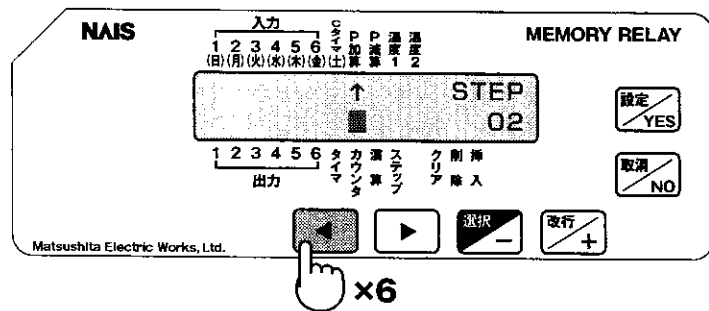 NAIS
MEMORY RELAY
入力
1 2 3 4 5 6 Cタイマ P加算 P減算 温度1 温度2
(日)(月)(火)(水)(木)(金)(土)
↑ STEP
02
1 2 3 4 5 6 タイマ カウンタ 演算 ステップ クリア 削除 挿入
出力
設定/YES
取消/NO
◀ ▶ 選択/− 改行/+
Matsushita Electric Works, Ltd.
×6